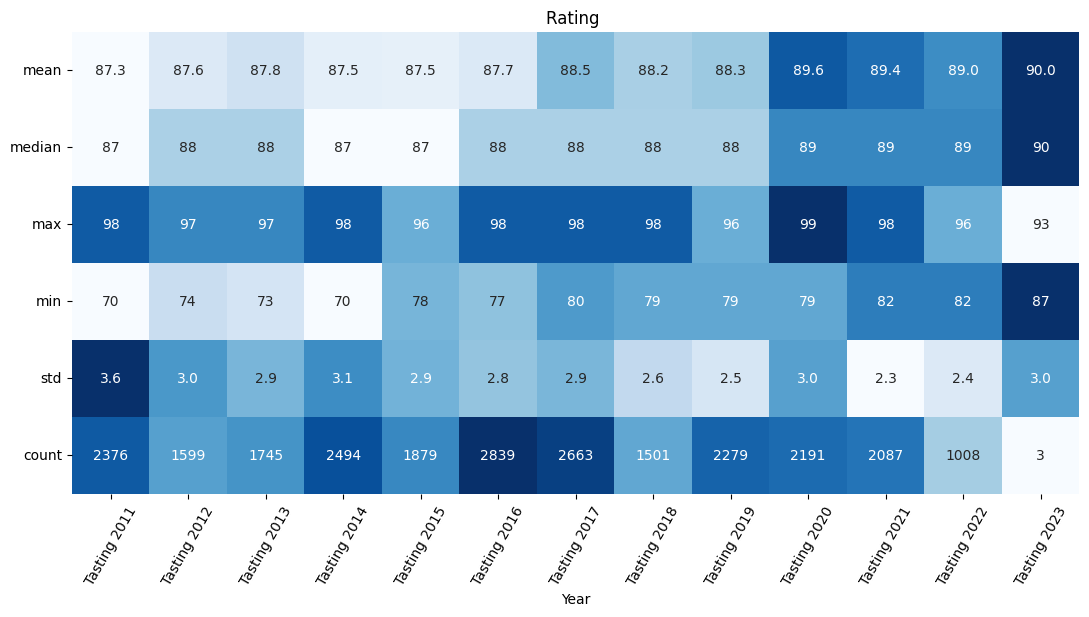 Rating
mean 87.3 87.6 87.8 87.5 87.5 87.7 88.5 88.2 88.3 89.6 89.4 89.0 90.0
median 87 88 88 87 87 88 88 88 88 89 89 89 90
max 98 97 97 98 96 98 98 98 96 99 98 96 93
min 70 74 73 70 78 77 80 79 79 79 82 82 87
std 3.6 3.0 2.9 3.1 2.9 2.8 2.9 2.6 2.5 3.0 2.3 2.4 3.0
count 2376 1599 1745 2494 1879 2839 2663 1501 2279 2191 2087 1008 3
Tasting 2011 Tasting 2012 Tasting 2013 Tasting 2014 Tasting 2015 Tasting 2016 Tasting 2017 Tasting 2018 Tasting 2019 Tasting 2020 Tasting 2021 Tasting 2022 Tasting 2023
Year